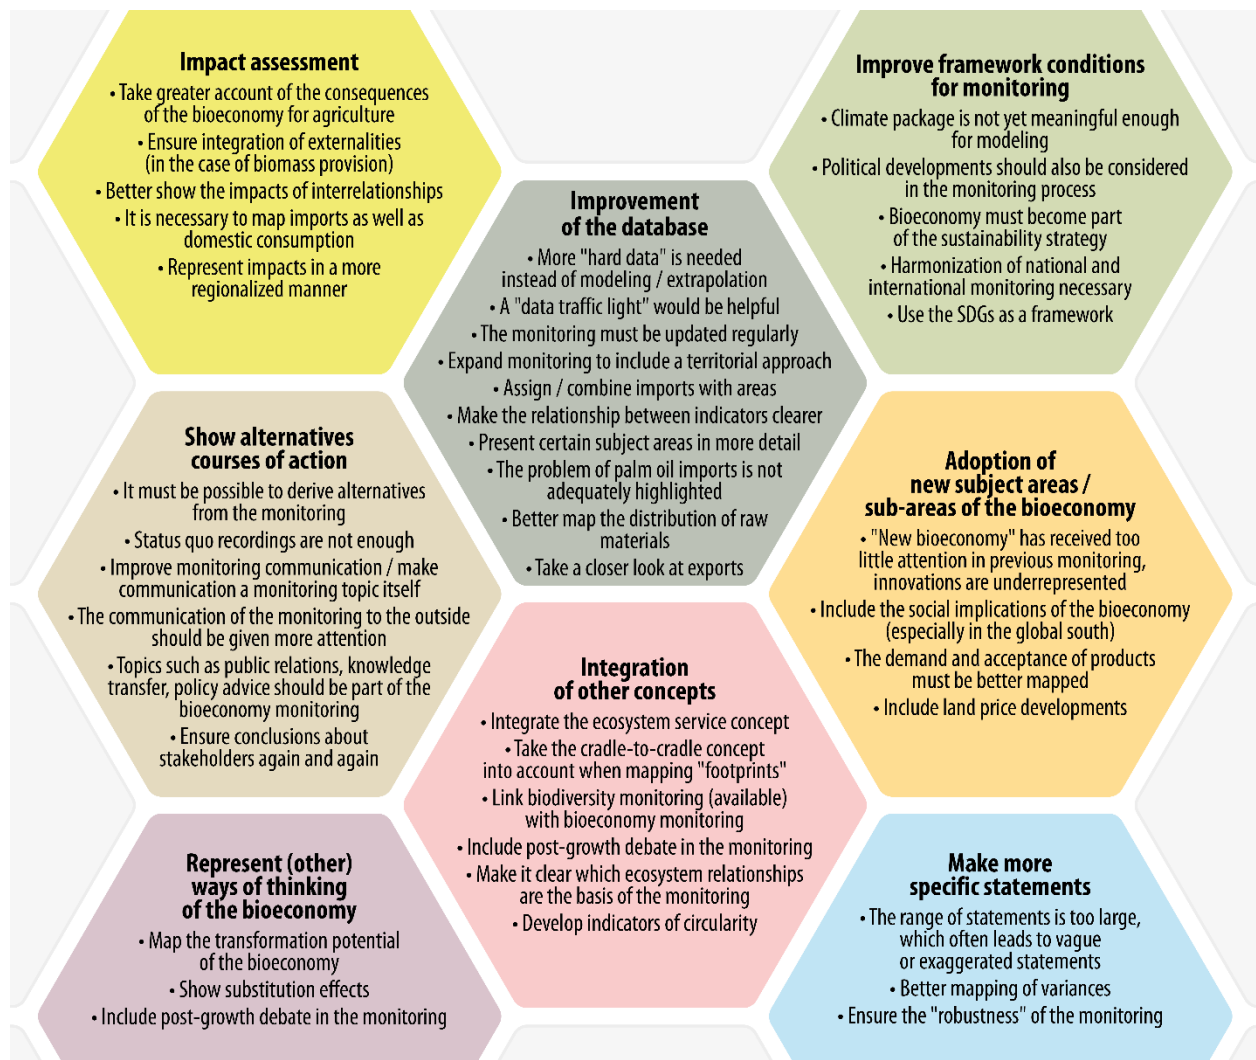 Impact assessment
• Take greater account of the consequences
of the bioeconomy for agriculture
• Ensure integration of externalities
(in the case of biomass provision)
• Better show the impacts of interrelationships
• It is necessary to map imports as well as
domestic consumption
• Represent impacts in a more
regionalized manner
Improve framework conditions
for monitoring
• Climate package is not yet meaningful enough
for modeling
• Political developments should also be considered
in the monitoring process
• Bioeconomy must become part
of the sustainability strategy
• Harmonization of national and
international monitoring necessary
• Use the SDGs as a framework
Improvement
of the database
• More "hard data" is needed
instead of modeling / extrapolation
• A "data traffic light" would be helpful
• The monitoring must be updated regularly
• Expand monitoring to include a territorial approach
• Assign / combine imports with areas
• Make the relationship between indicators clearer
• Present certain subject areas in more detail
• The problem of palm oil imports is not
adequately highlighted
• Better map the distribution of raw
materials
• Take a closer look at exports
Show alternatives
courses of action
• It must be possible to derive alternatives
from the monitoring
• Status quo recordings are not enough
• Improve monitoring communication / make
communication a monitoring topic itself
• The communication of the monitoring to the outside
should be given more attention
• Topics such as public relations, knowledge
transfer, policy advice should be part of the
bioeconomy monitoring
• Ensure conclusions about
stakeholders again and again
Adoption of
new subject areas /
sub-areas of the bioeconomy
• "New bioeconomy" has received too
little attention in previous monitoring,
innovations are underrepresented
• Include the social implications of the bioeconomy
(especially in the global south)
• The demand and acceptance of products
must be better mapped
• Include land price developments
Integration
of other concepts
• Integrate the ecosystem service concept
• Take the cradle-to-cradle concept
into account when mapping "footprints"
• Link biodiversity monitoring (available)
with bioeconomy monitoring
• Include post-growth debate in the monitoring
• Make it clear which ecosystem relationships
are the basis of the monitoring
• Develop indicators of circularity
Represent (other)
ways of thinking
of the bioeconomy
• Map the transformation potential
of the bioeconomy
• Show substitution effects
• Include post-growth debate in the monitoring
Make more
specific statements
• The range of statements is too large,
which often leads to vague
or exaggerated statements
• Better mapping of variances
• Ensure the "robustness" of the monitoring